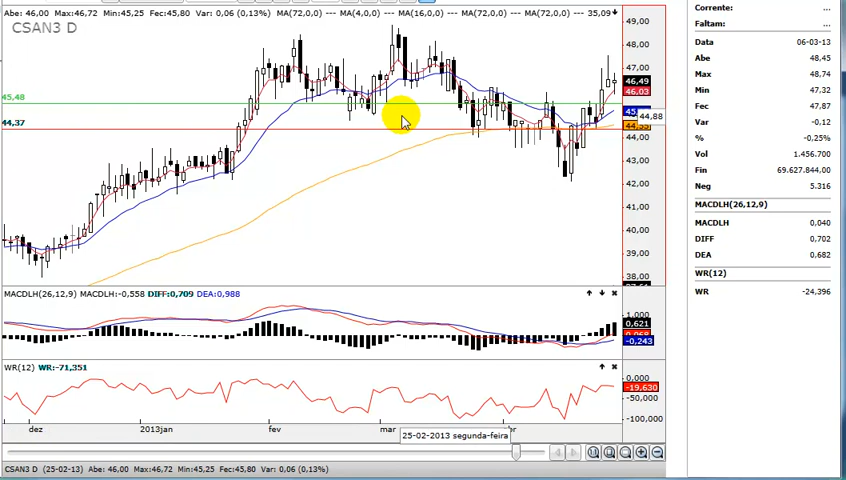 Abe: 46,00 Max:46,72 Min:45,25 Fec:45,80 Var: 0,06 (0,13%) MA(72,0,0) --- MA(4,0,0) --- MA(16,0,0) --- MA(72,0,0) --- MA(72,0,0) --- 35,09
CSAN3 D
49,00
48,00
47,00
46,49
46,03
45,48
44,88
44,37
44,00
43,00
42,00
41,00
40,00
39,00
38,00
MACDLH(26,12,9) MACDLH:-0,558 DIFF:0,709 DEA:0,988
1,000
0,621
-0,243
WR(12) WR:-71,351
0,000
-19,630
-50,000
-100,000
dez 2013jan fev mar
25-02-2013 segunda-feira
CSAN3 D (25-02-13) Abe: 46,00 Max:46,72 Min:45,25 Fec:45,80 Var: 0,06 (0,13%)
Corrente: ...
Faltam: ...
Data 06-03-13
Abe 48,45
Max 48,74
Min 47,32
Fec 47,87
Var -0,12
% -0,25%
Vol 1.456.700
Fin 69.627.844,00
Neg 5.316
MACDLH(26,12,9)
MACDLH 0,040
DIFF 0,702
DEA 0,682
WR(12)
WR -24,396